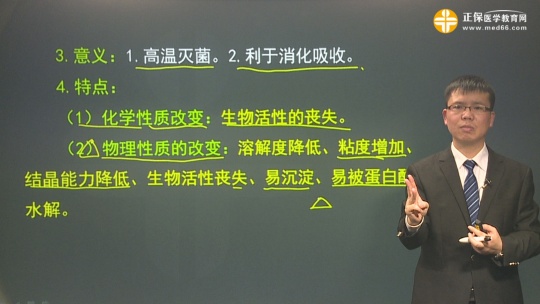 正保医学教育网
www.med66.com
3.意义：1.高温灭菌。2.利于消化吸收。
4.特点：
（1）化学性质改变：生物活性的丧失。
（2）物理性质的改变：溶解度降低、粘度增加、
结晶能力降低、生物活性丧失、易沉淀、易被蛋白
水解。